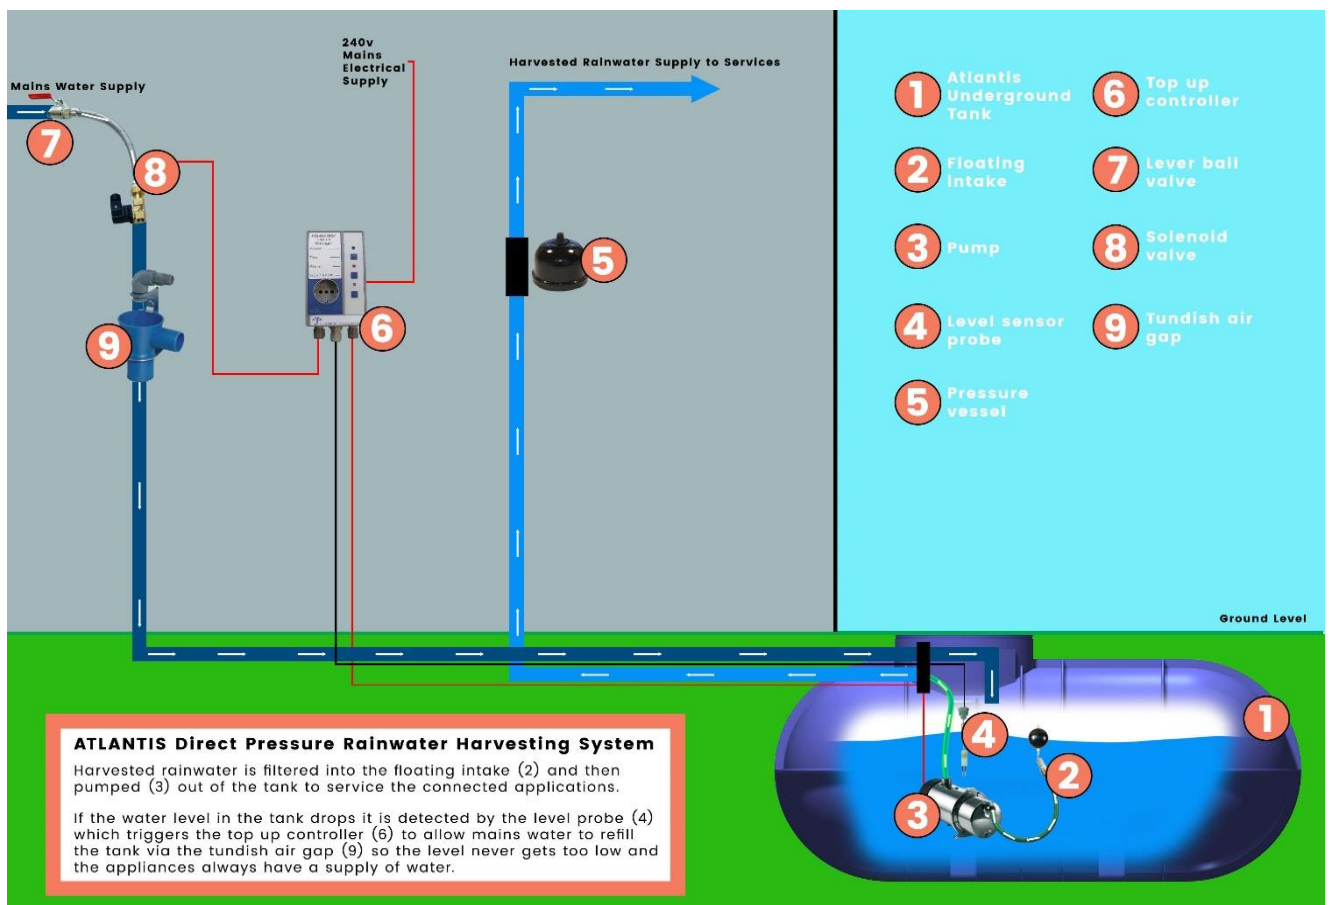 240v
Mains
Electrical
Supply
Harvested Rainwater Supply to Services
Mains Water Supply
7
8
9
6
5
1
Atlantis
Underground
Tank
2
Floating
intake
3
Pump
4
Level sensor
probe
5
Pressure
vessel
6
Top up
controller
7
Lever ball
valve
8
Solenoid
valve
9
Tundish air
gap
Ground Level
1
4
2
3
ATLANTIS Direct Pressure Rainwater Harvesting System
Harvested rainwater is filtered into the floating intake (2) and then
pumped (3) out of the tank to service the connected applications.
If the water level in the tank drops it is detected by the level probe (4)
which triggers the top up controller (6) to allow mains water to refill
the tank via the tundish air gap (9) so the level never gets too low and
the appliances always have a supply of water.